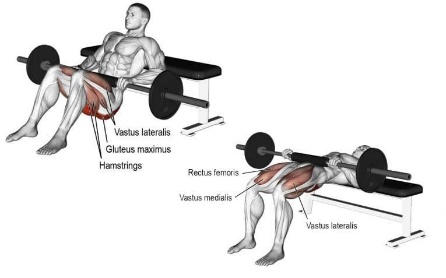 Vastus lateralis
Gluteus maximus
Hamstrings
Rectus femoris
Vastus medialis
Vastus lateralis